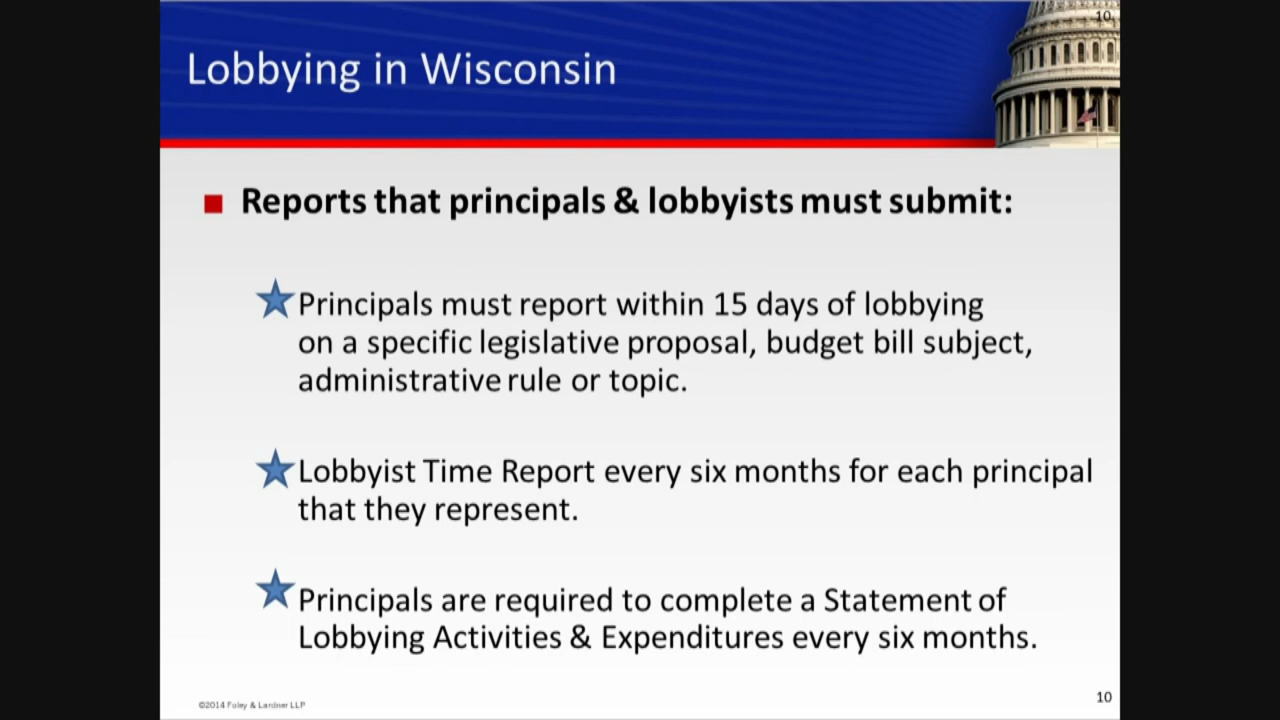 10
Lobbying in Wisconsin
Reports that principals & lobbyists must submit:
Principals must report within 15 days of lobbying
on a specific legislative proposal, budget bill subject,
administrative rule or topic.
Lobbyist Time Report every six months for each principal
that they represent.
Principals are required to complete a Statement of
Lobbying Activities & Expenditures every six months.
©2014 Foley & Lardner LLP
10